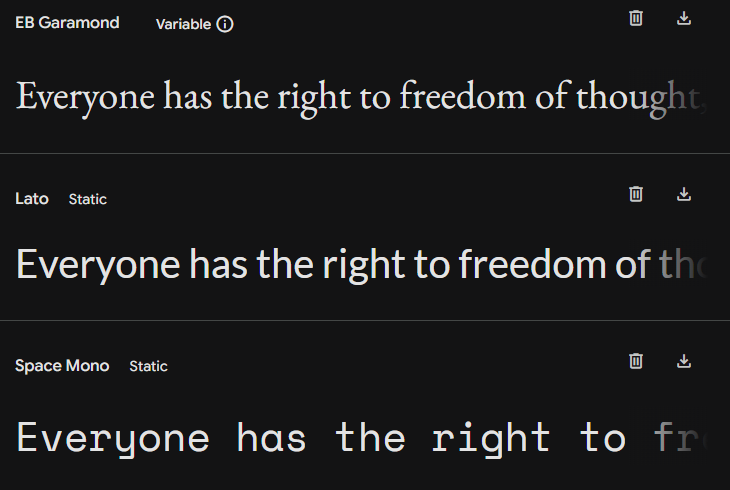 EB Garamond Variable
Everyone has the right to freedom of thought,
Lato Static
Everyone has the right to freedom of tho
Space Mono Static
Everyone has the right to fre